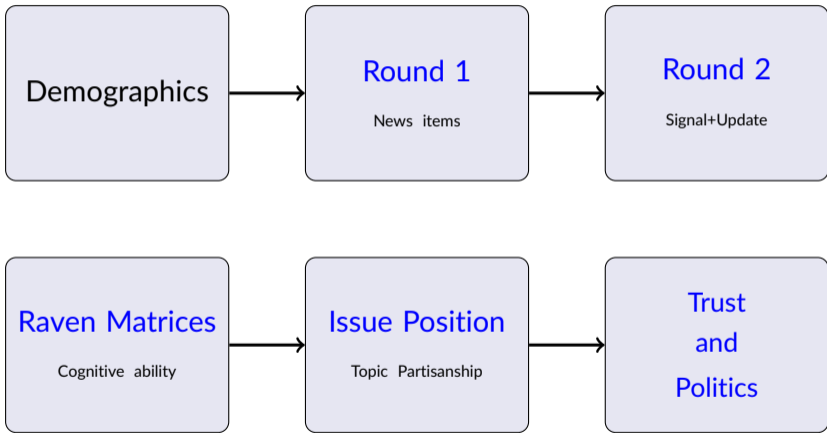 Demographics
Round 1
News items
Round 2
Signal+Update
Raven Matrices
Cognitive ability
Issue Position
Topic Partisanship
Trust
and
Politics